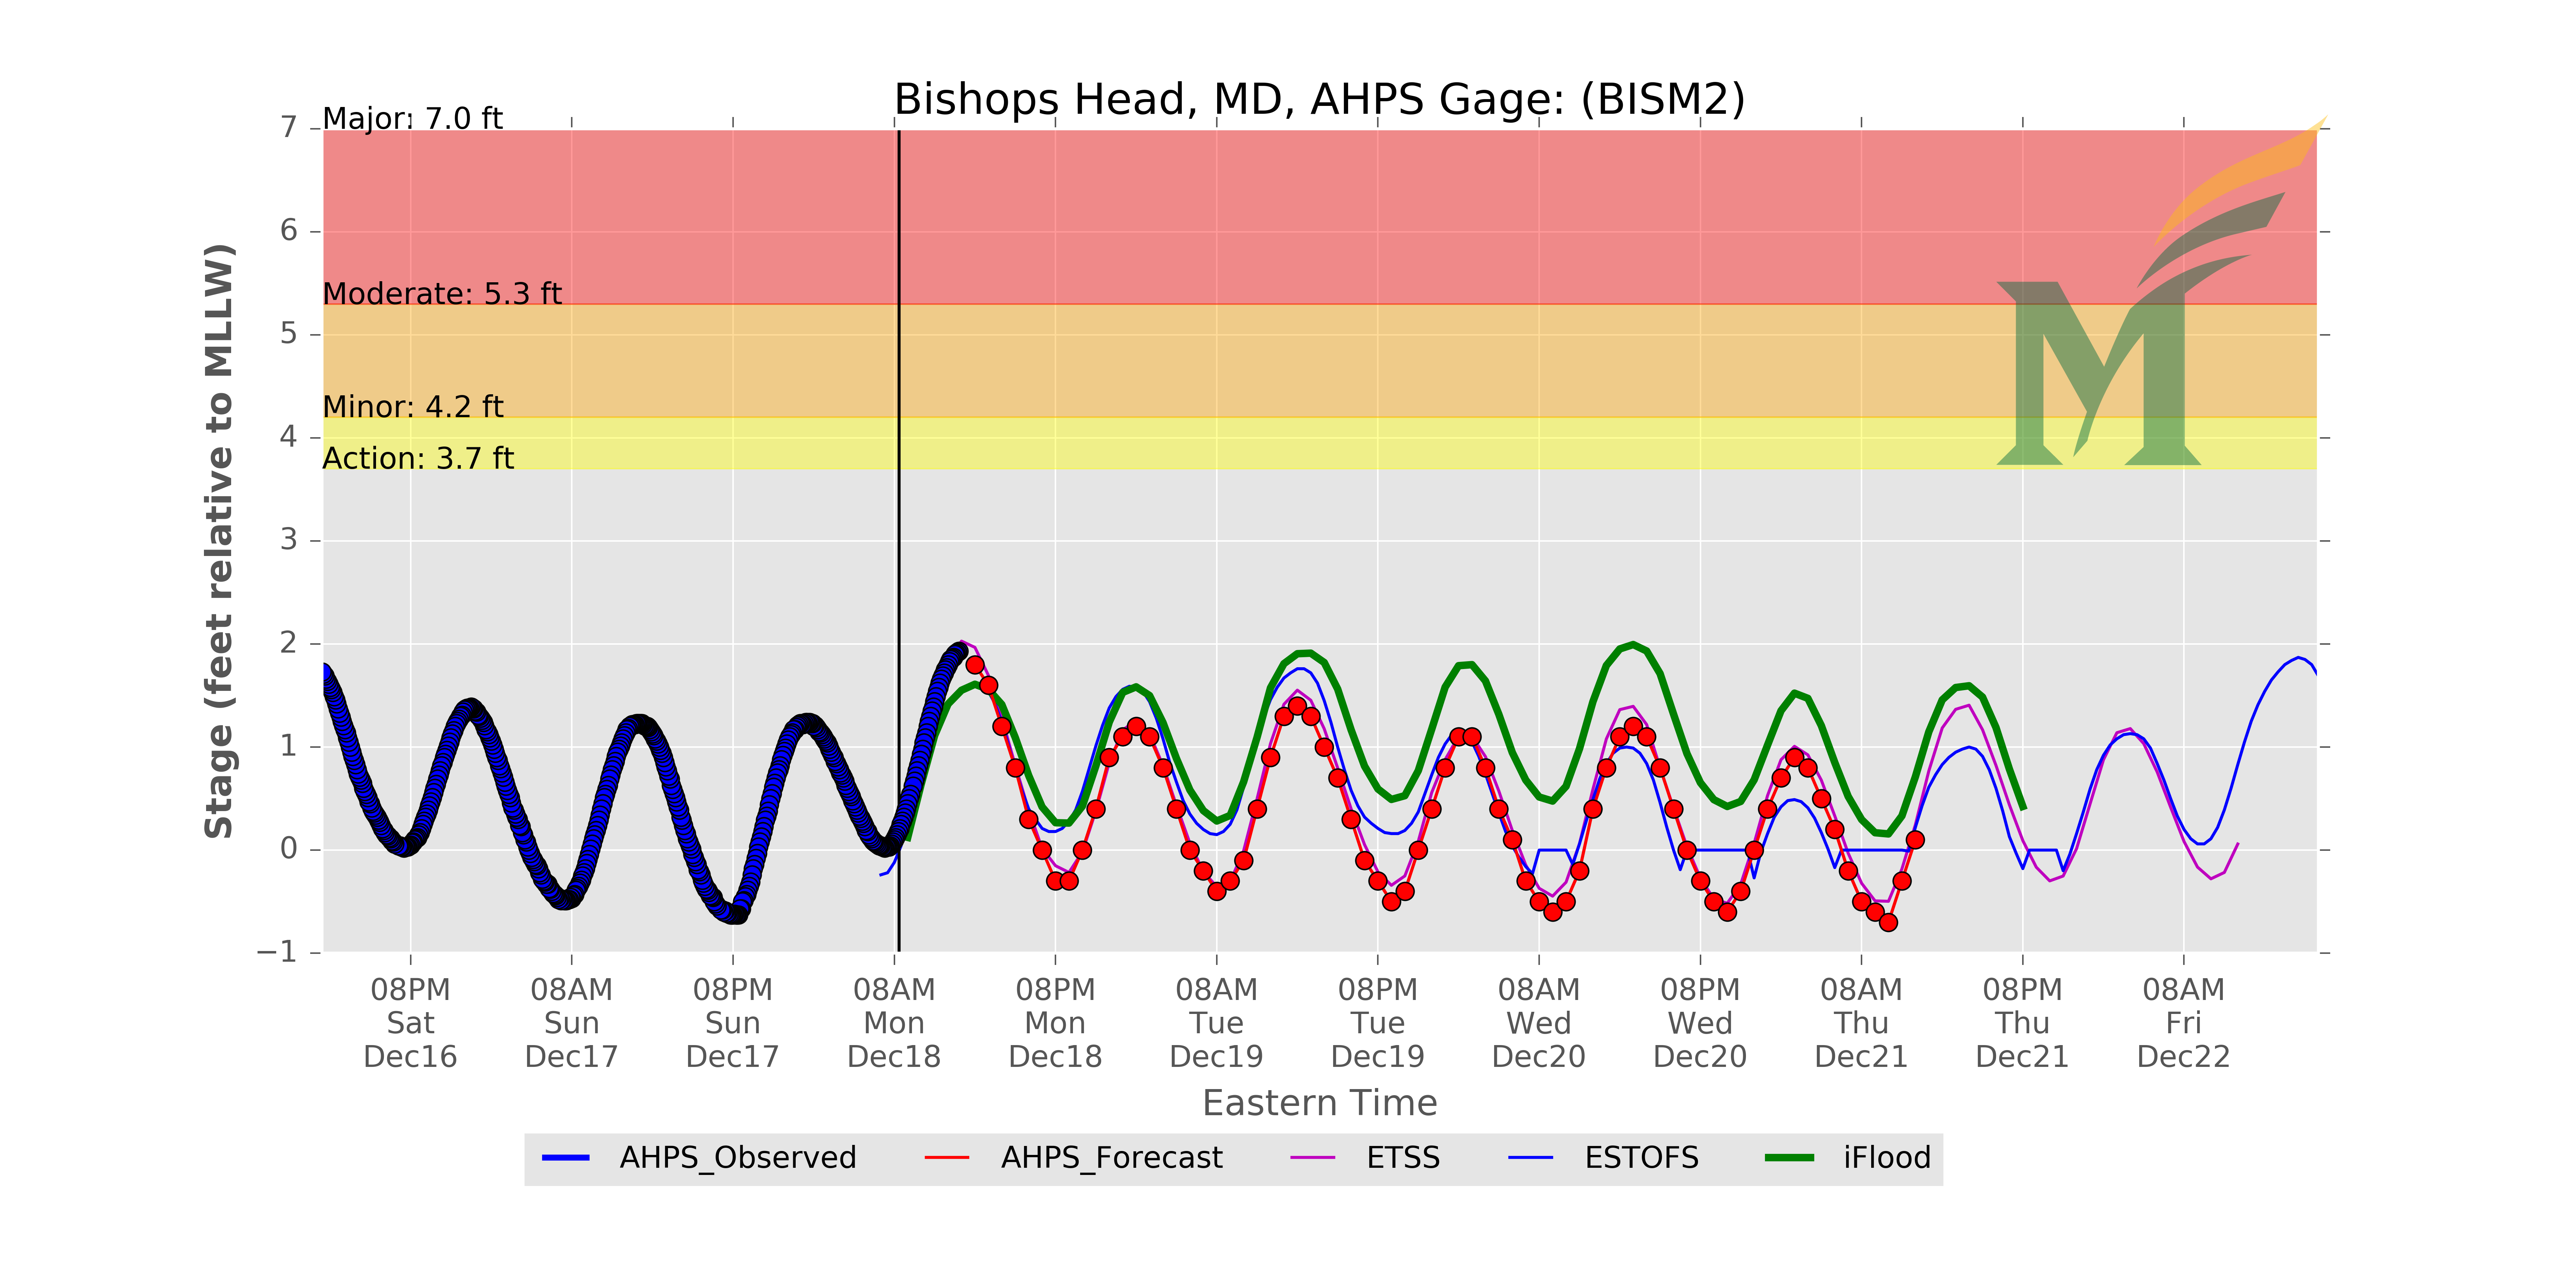 Bishops Head, MD, AHPS Gage: (BISM2)
Major: 7.0 ft
Moderate: 5.3 ft
Minor: 4.2 ft
Action: 3.7 ft
Stage (feet relative to MLLW)
7
6
5
4
3
2
1
0
−1
08PM 08AM 08PM 08AM 08PM 08AM 08PM 08AM 08PM 08AM 08PM 08AM
Sat Sun Sun Mon Mon Tue Tue Wed Wed Thu Thu Fri
Dec16 Dec17 Dec17 Dec18 Dec18 Dec19 Dec19 Dec20 Dec20 Dec21 Dec21 Dec22
Eastern Time
AHPS_Observed AHPS_Forecast ETSS ESTOFS iFlood
M